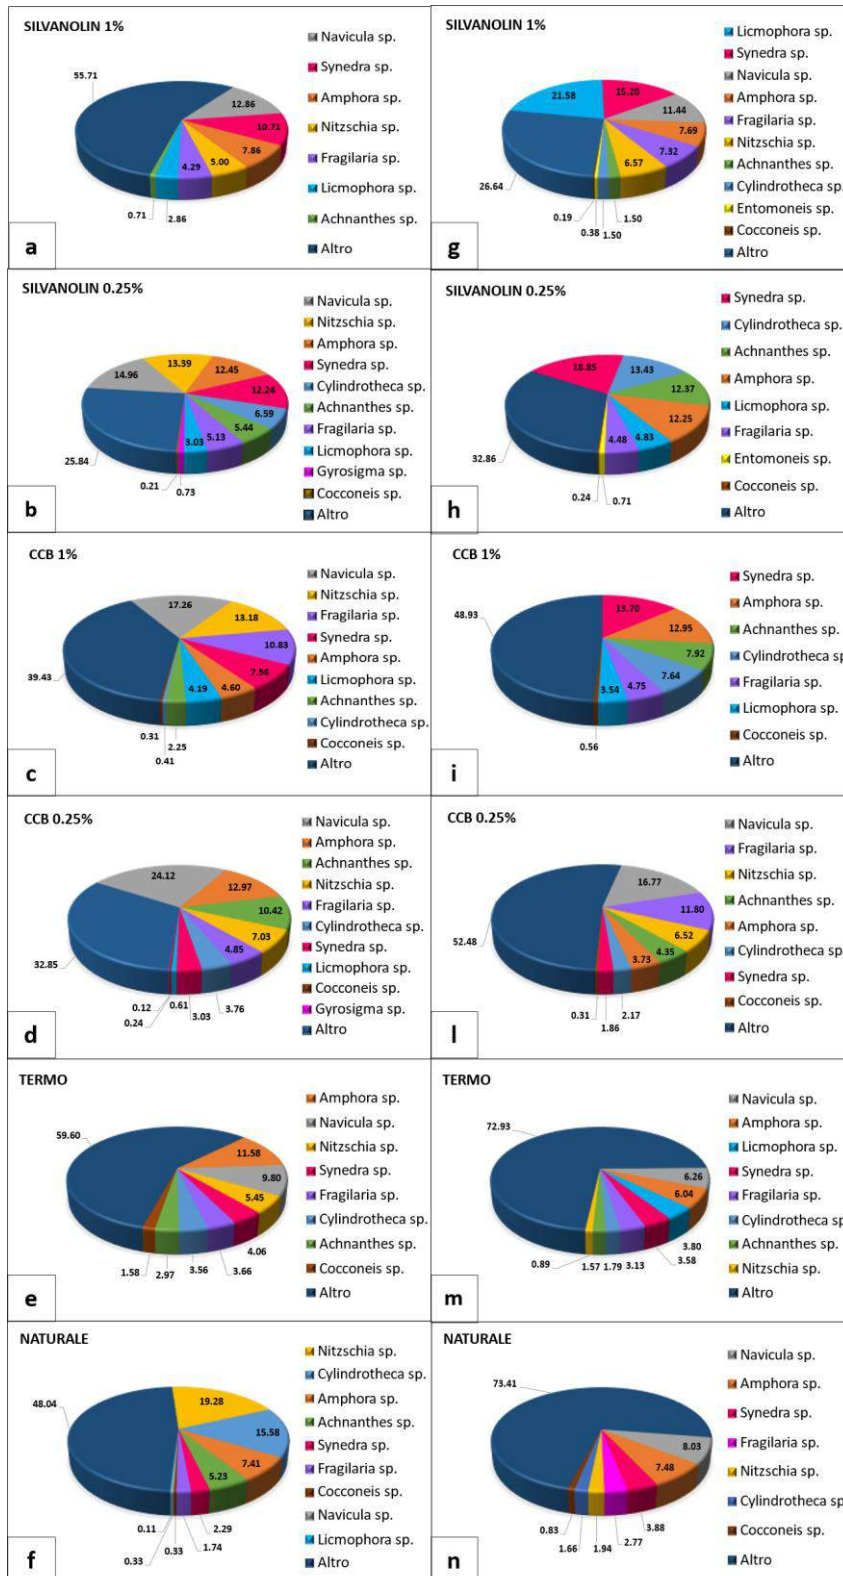 SILVANOLIN 1%
55.71
12.86
10.71
7.86
5.00
4.29
2.86
0.71
Navicula sp.
Synedra sp.
Amphora sp.
Nitzschia sp.
Fragilaria sp.
Licmophora sp.
Achnanthes sp.
Altro
a
SILVANOLIN 1%
21.58
15.20
11.44
7.69
7.32
6.57
1.50
1.50
0.38
0.19
26.64
Licmophora sp.
Synedra sp.
Navicula sp.
Amphora sp.
Fragilaria sp.
Nitzschia sp.
Achnanthes sp.
Cylindrotheca sp.
Entomoneis sp.
Cocconeis sp.
Altro
g
SILVANOLIN 0.25%
14.96
13.39
12.45
12.24
6.59
5.44
5.13
3.03
0.73
0.21
25.84
Navicula sp.
Nitzschia sp.
Amphora sp.
Synedra sp.
Cylindrotheca sp.
Achnanthes sp.
Fragilaria sp.
Licmophora sp.
Gyrosigma sp.
Cocconeis sp.
Altro
b
SILVANOLIN 0.25%
18.85
13.43
12.37
12.25
4.83
4.48
0.71
0.24
32.86
Synedra sp.
Cylindrotheca sp.
Achnanthes sp.
Amphora sp.
Licmophora sp.
Fragilaria sp.
Entomoneis sp.
Cocconeis sp.
Altro
h
CCB 1%
17.26
13.18
10.83
7.56
4.60
4.19
2.25
0.41
0.31
39.43
Navicula sp.
Nitzschia sp.
Fragilaria sp.
Synedra sp.
Amphora sp.
Licmophora sp.
Achnanthes sp.
Cylindrotheca sp.
Cocconeis sp.
Altro
c
CCB 1%
48.93
13.70
12.95
7.92
7.64
4.75
3.54
0.56
Synedra sp.
Amphora sp.
Achnanthes sp.
Cylindrotheca sp
Fragilaria sp.
Licmophora sp.
Cocconeis sp.
Altro
i
CCB 0.25%
24.12
12.97
10.42
7.03
4.85
3.76
3.03
0.61
0.24
0.12
32.85
Navicula sp.
Amphora sp.
Achnanthes sp.
Nitzschia sp.
Fragilaria sp.
Cylindrotheca sp.
Synedra sp.
Licmophora sp.
Cocconeis sp.
Gyrosigma sp.
Altro
d
CCB 0.25%
16.77
11.80
6.52
4.35
3.73
2.17
1.86
0.31
52.48
Navicula sp.
Fragilaria sp.
Nitzschia sp.
Achnanthes sp.
Amphora sp.
Cylindrotheca sp
Synedra sp.
Cocconeis sp.
Altro
l
TERMO
59.60
11.58
9.80
5.45
4.06
3.66
3.56
2.97
1.58
Amphora sp.
Navicula sp.
Nitzschia sp.
Synedra sp.
Fragilaria sp.
Cylindrotheca sp.
Achnanthes sp.
Cocconeis sp.
Altro
e
TERMO
72.93
6.26
6.04
3.80
3.58
3.13
1.79
1.57
0.89
Navicula sp.
Amphora sp.
Licmophora sp.
Synedra sp.
Fragilaria sp.
Cylindrotheca sp
Achnanthes sp.
Nitzschia sp.
Altro
m
NATURALE
48.04
19.28
15.58
7.41
5.23
2.29
1.74
0.33
0.33
0.11
Nitzschia sp.
Cylindrotheca sp.
Amphora sp.
Achnanthes sp.
Synedra sp.
Fragilaria sp.
Cocconeis sp.
Navicula sp.
Licmophora sp.
Altro
f
NATURALE
73.41
8.03
7.48
3.88
2.77
1.94
1.66
0.83
Navicula sp.
Amphora sp.
Synedra sp.
Fragilaria sp.
Nitzschia sp.
Cylindrotheca sp
Cocconeis sp.
Altro
n